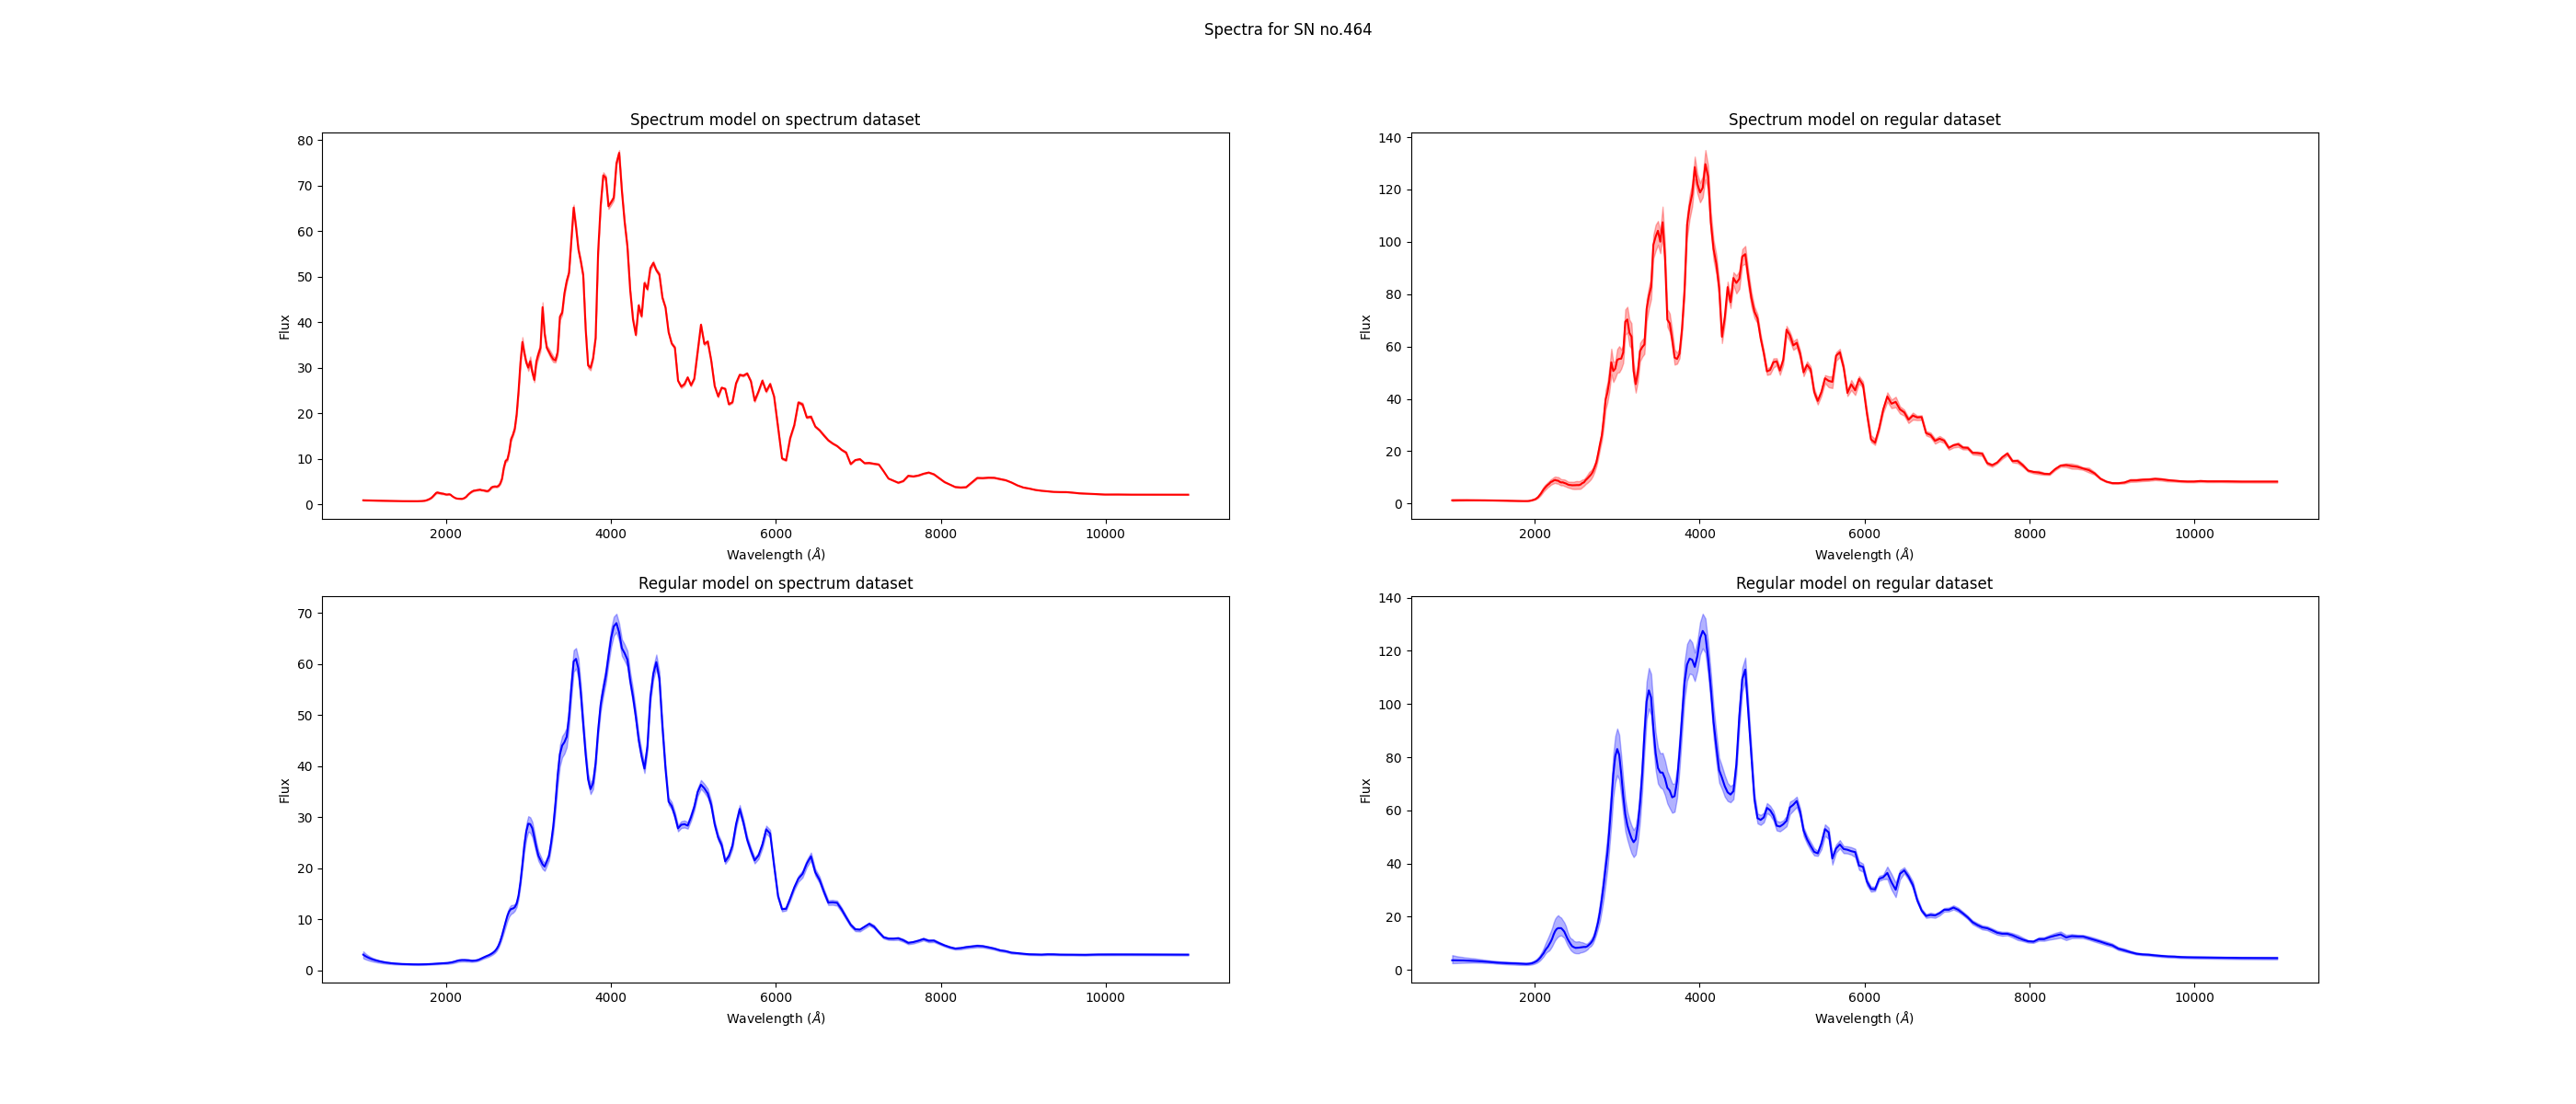 Spectra for SN no.464
Spectrum model on spectrum dataset
80
70
60
50
40
30
20
10
0
Flux
2000 4000 6000 8000 10000
Wavelength (Å)
Spectrum model on regular dataset
140
120
100
80
60
40
20
0
Flux
2000 4000 6000 8000 10000
Wavelength (Å)
Regular model on spectrum dataset
70
60
50
40
30
20
10
0
Flux
2000 4000 6000 8000 10000
Wavelength (Å)
Regular model on regular dataset
140
120
100
80
60
40
20
0
Flux
2000 4000 6000 8000 10000
Wavelength (Å)